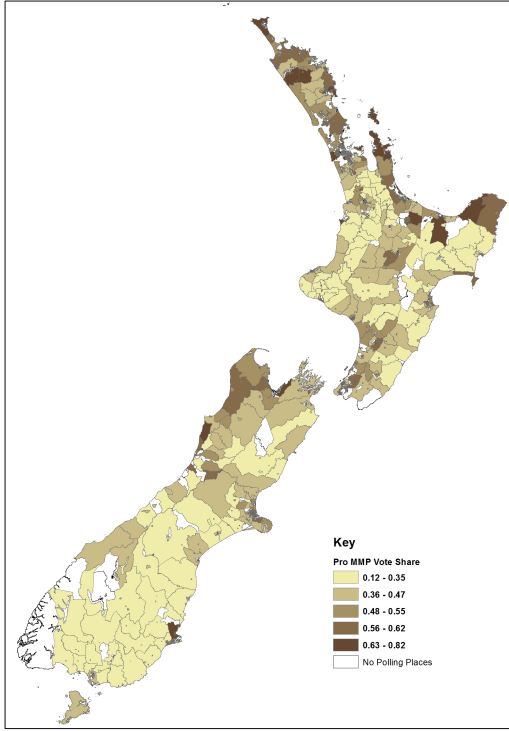 Key
Pro MMP Vote Share
0.12 - 0.35
0.36 - 0.47
0.48 - 0.55
0.56 - 0.62
0.63 - 0.82
No Polling Places